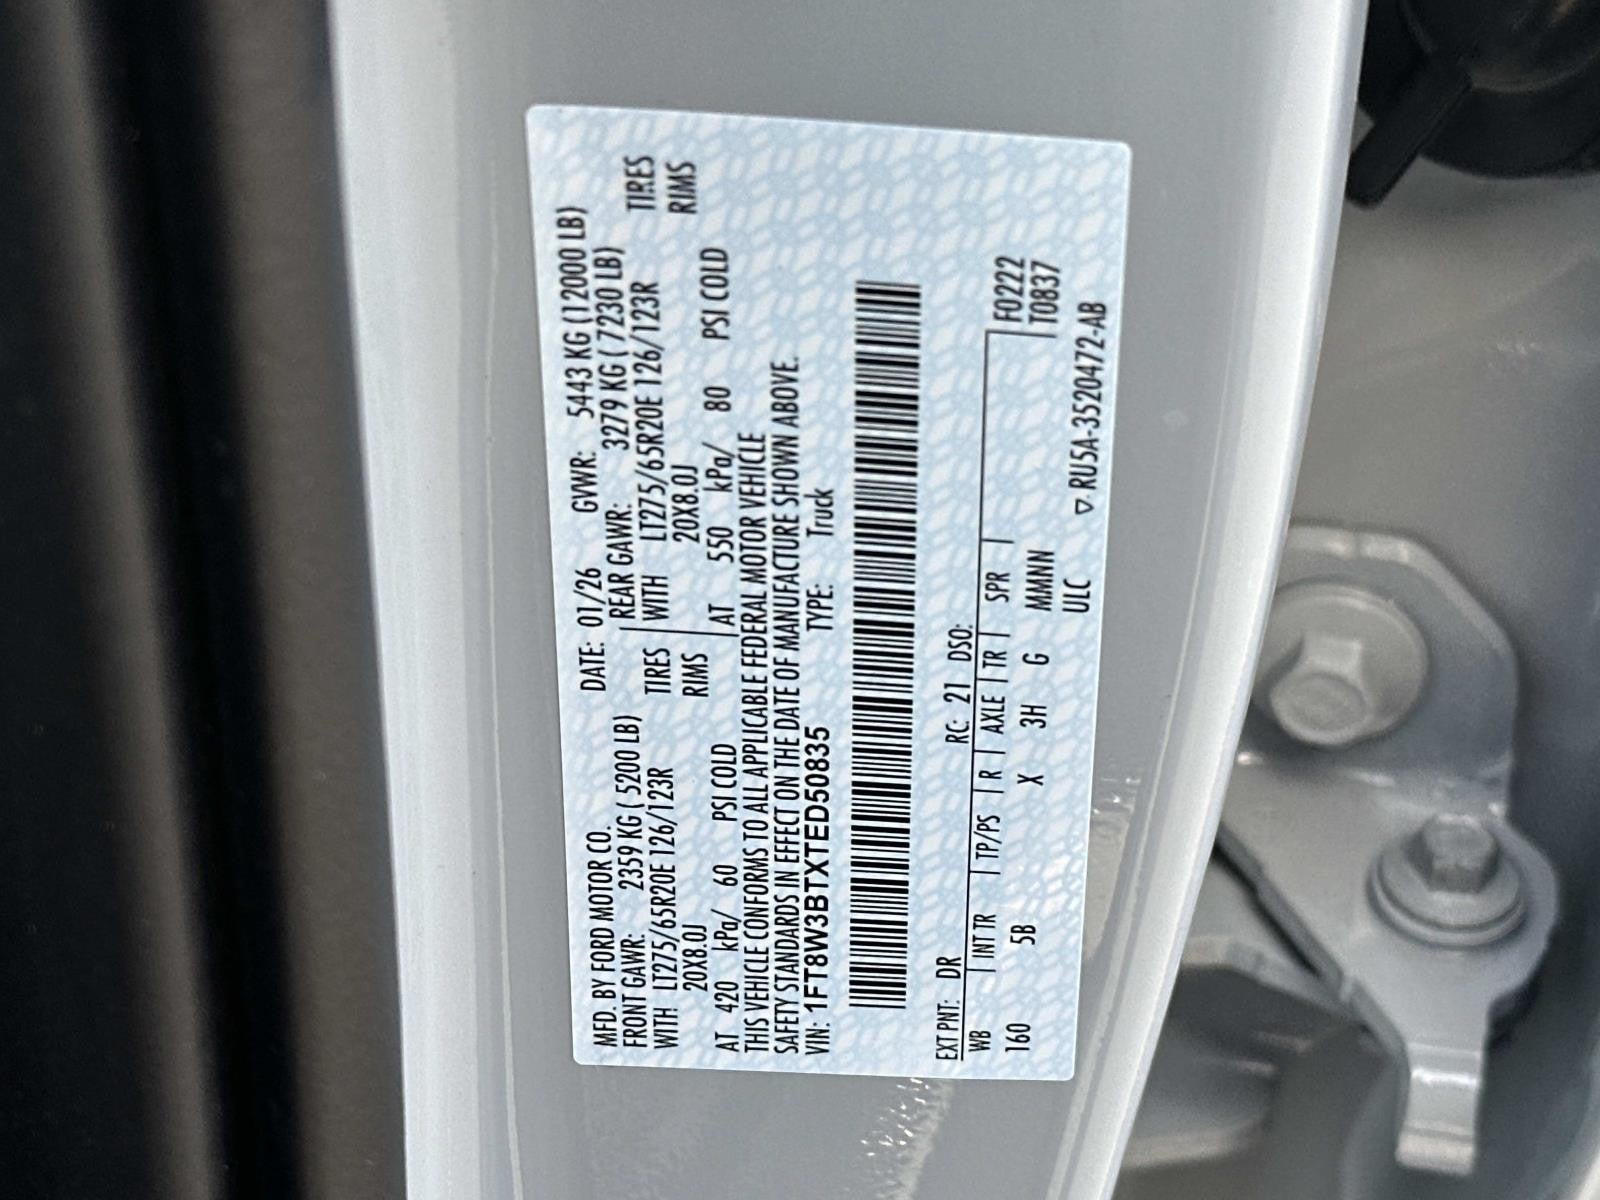 MFD. BY FORD MOTOR CO. DATE: 01/26 GVWR: 5443 KG (12000 LB)
FRONT GAWR: 2359 KG ( 5200 LB) REAR GAWR: 3279 KG ( 7230 LB)
WITH LT275/65R20E 126/123R TIRES WITH LT275/65R20E 126/123R TIRES
20X8.0J RIMS 20X8.0J RIMS
AT 420 kPa/ 60 PSI COLD AT 550 kPa/ 80 PSI COLD
THIS VEHICLE CONFORMS TO ALL APPLICABLE FEDERAL MOTOR VEHICLE
SAFETY STANDARDS IN EFFECT ON THE DATE OF MANUFACTURE SHOWN ABOVE.
VIN: 1FT8W3BTXTED50835 TYPE: Truck
EXT PNT: DR RC: 21 DSO:
WB INT TR TP/PS R AXLE TR SPR F0222
160 5B X 3H G MMNN T0837
ULC ▽ RU5A-3520472-AB